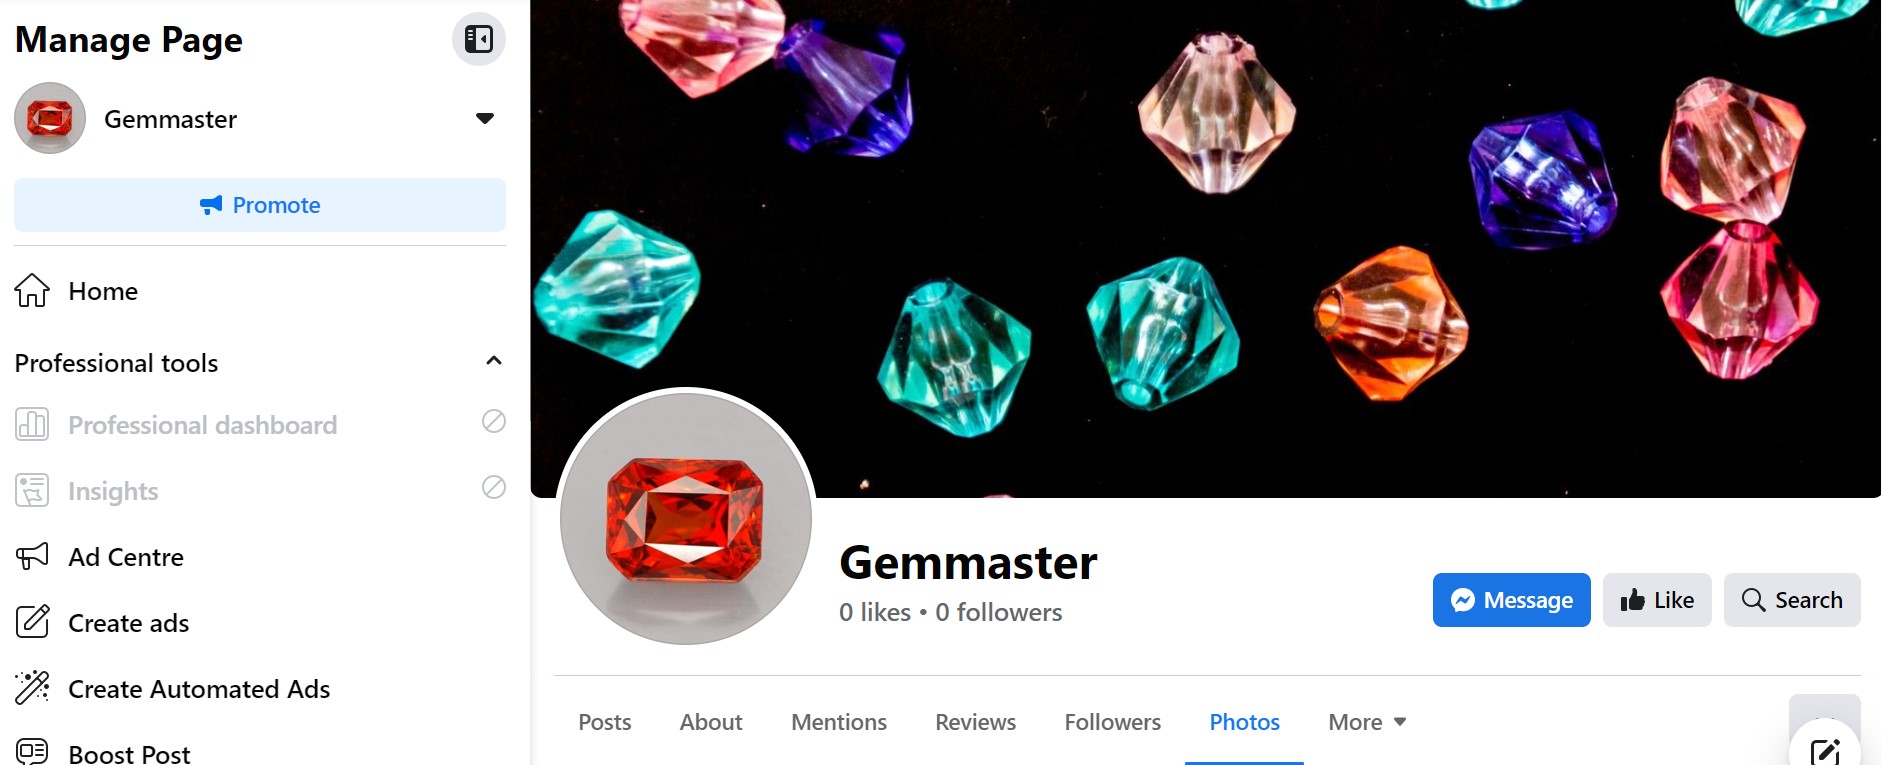 Manage Page
Gemmaster
Promote
Home
Professional tools
Professional dashboard
Insights
Ad Centre
Create ads
Create Automated Ads
Boost Post
Gemmaster
0 likes • 0 followers
Message
Like
Search
Posts
About
Mentions
Reviews
Followers
Photos
More